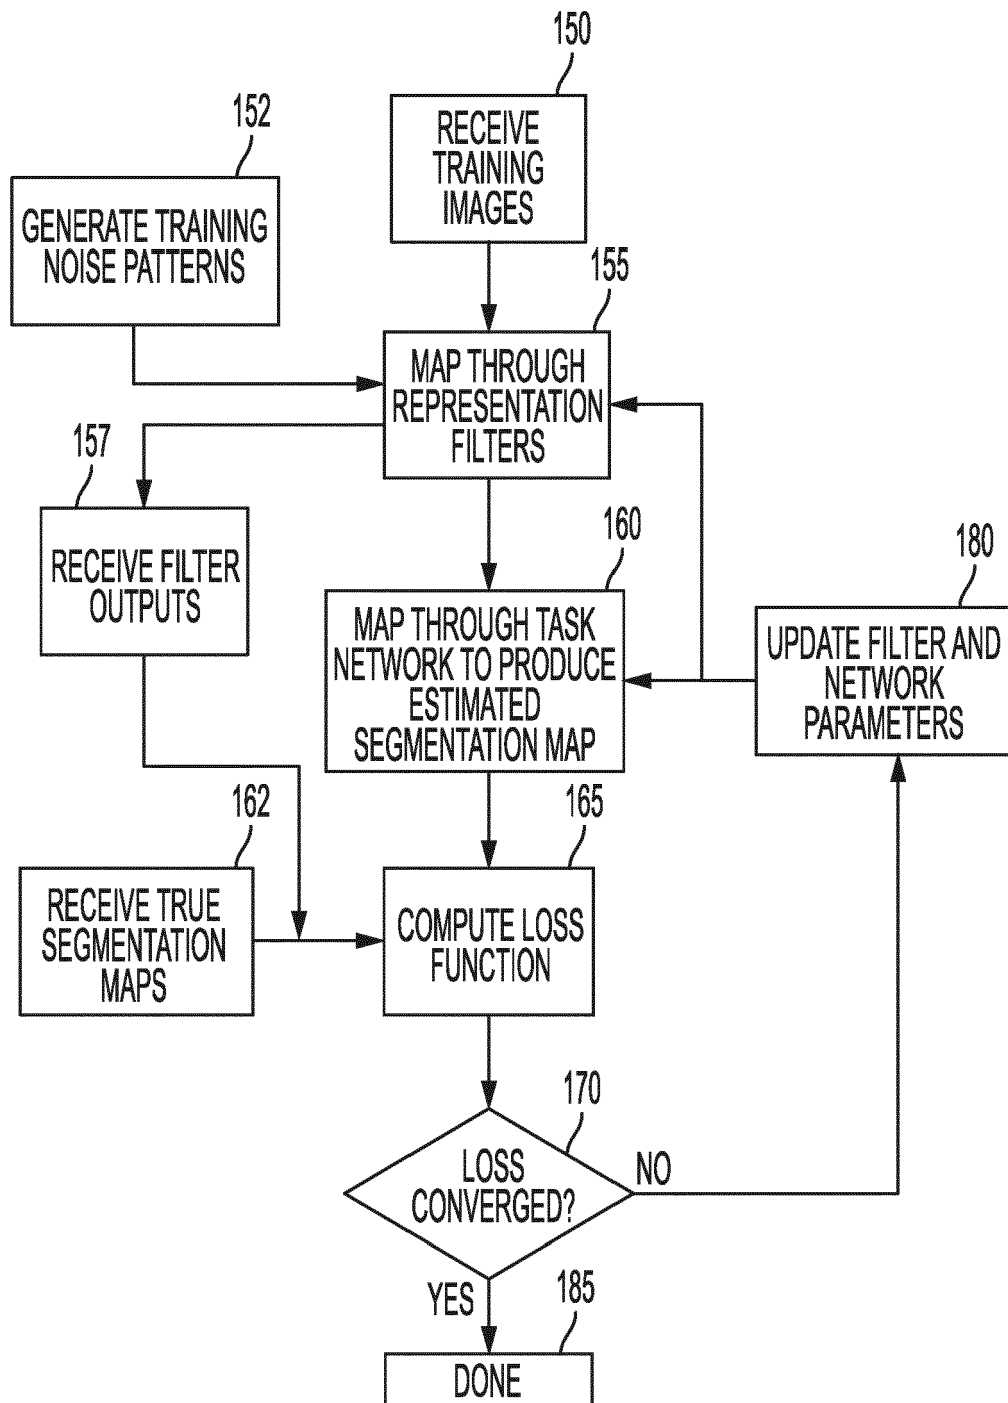 150
RECEIVE
TRAINING
IMAGES
152
GENERATE TRAINING
NOISE PATTERNS
155
MAP THROUGH
REPRESENTATION
FILTERS
157
RECEIVE FILTER
OUTPUTS
160
MAP THROUGH TASK
NETWORK TO PRODUCE
ESTIMATED
SEGMENTATION MAP
180
UPDATE FILTER AND
NETWORK
PARAMETERS
162
RECEIVE TRUE
SEGMENTATION
MAPS
165
COMPUTE LOSS
FUNCTION
170
LOSS
CONVERGED?
NO
YES
185
DONE